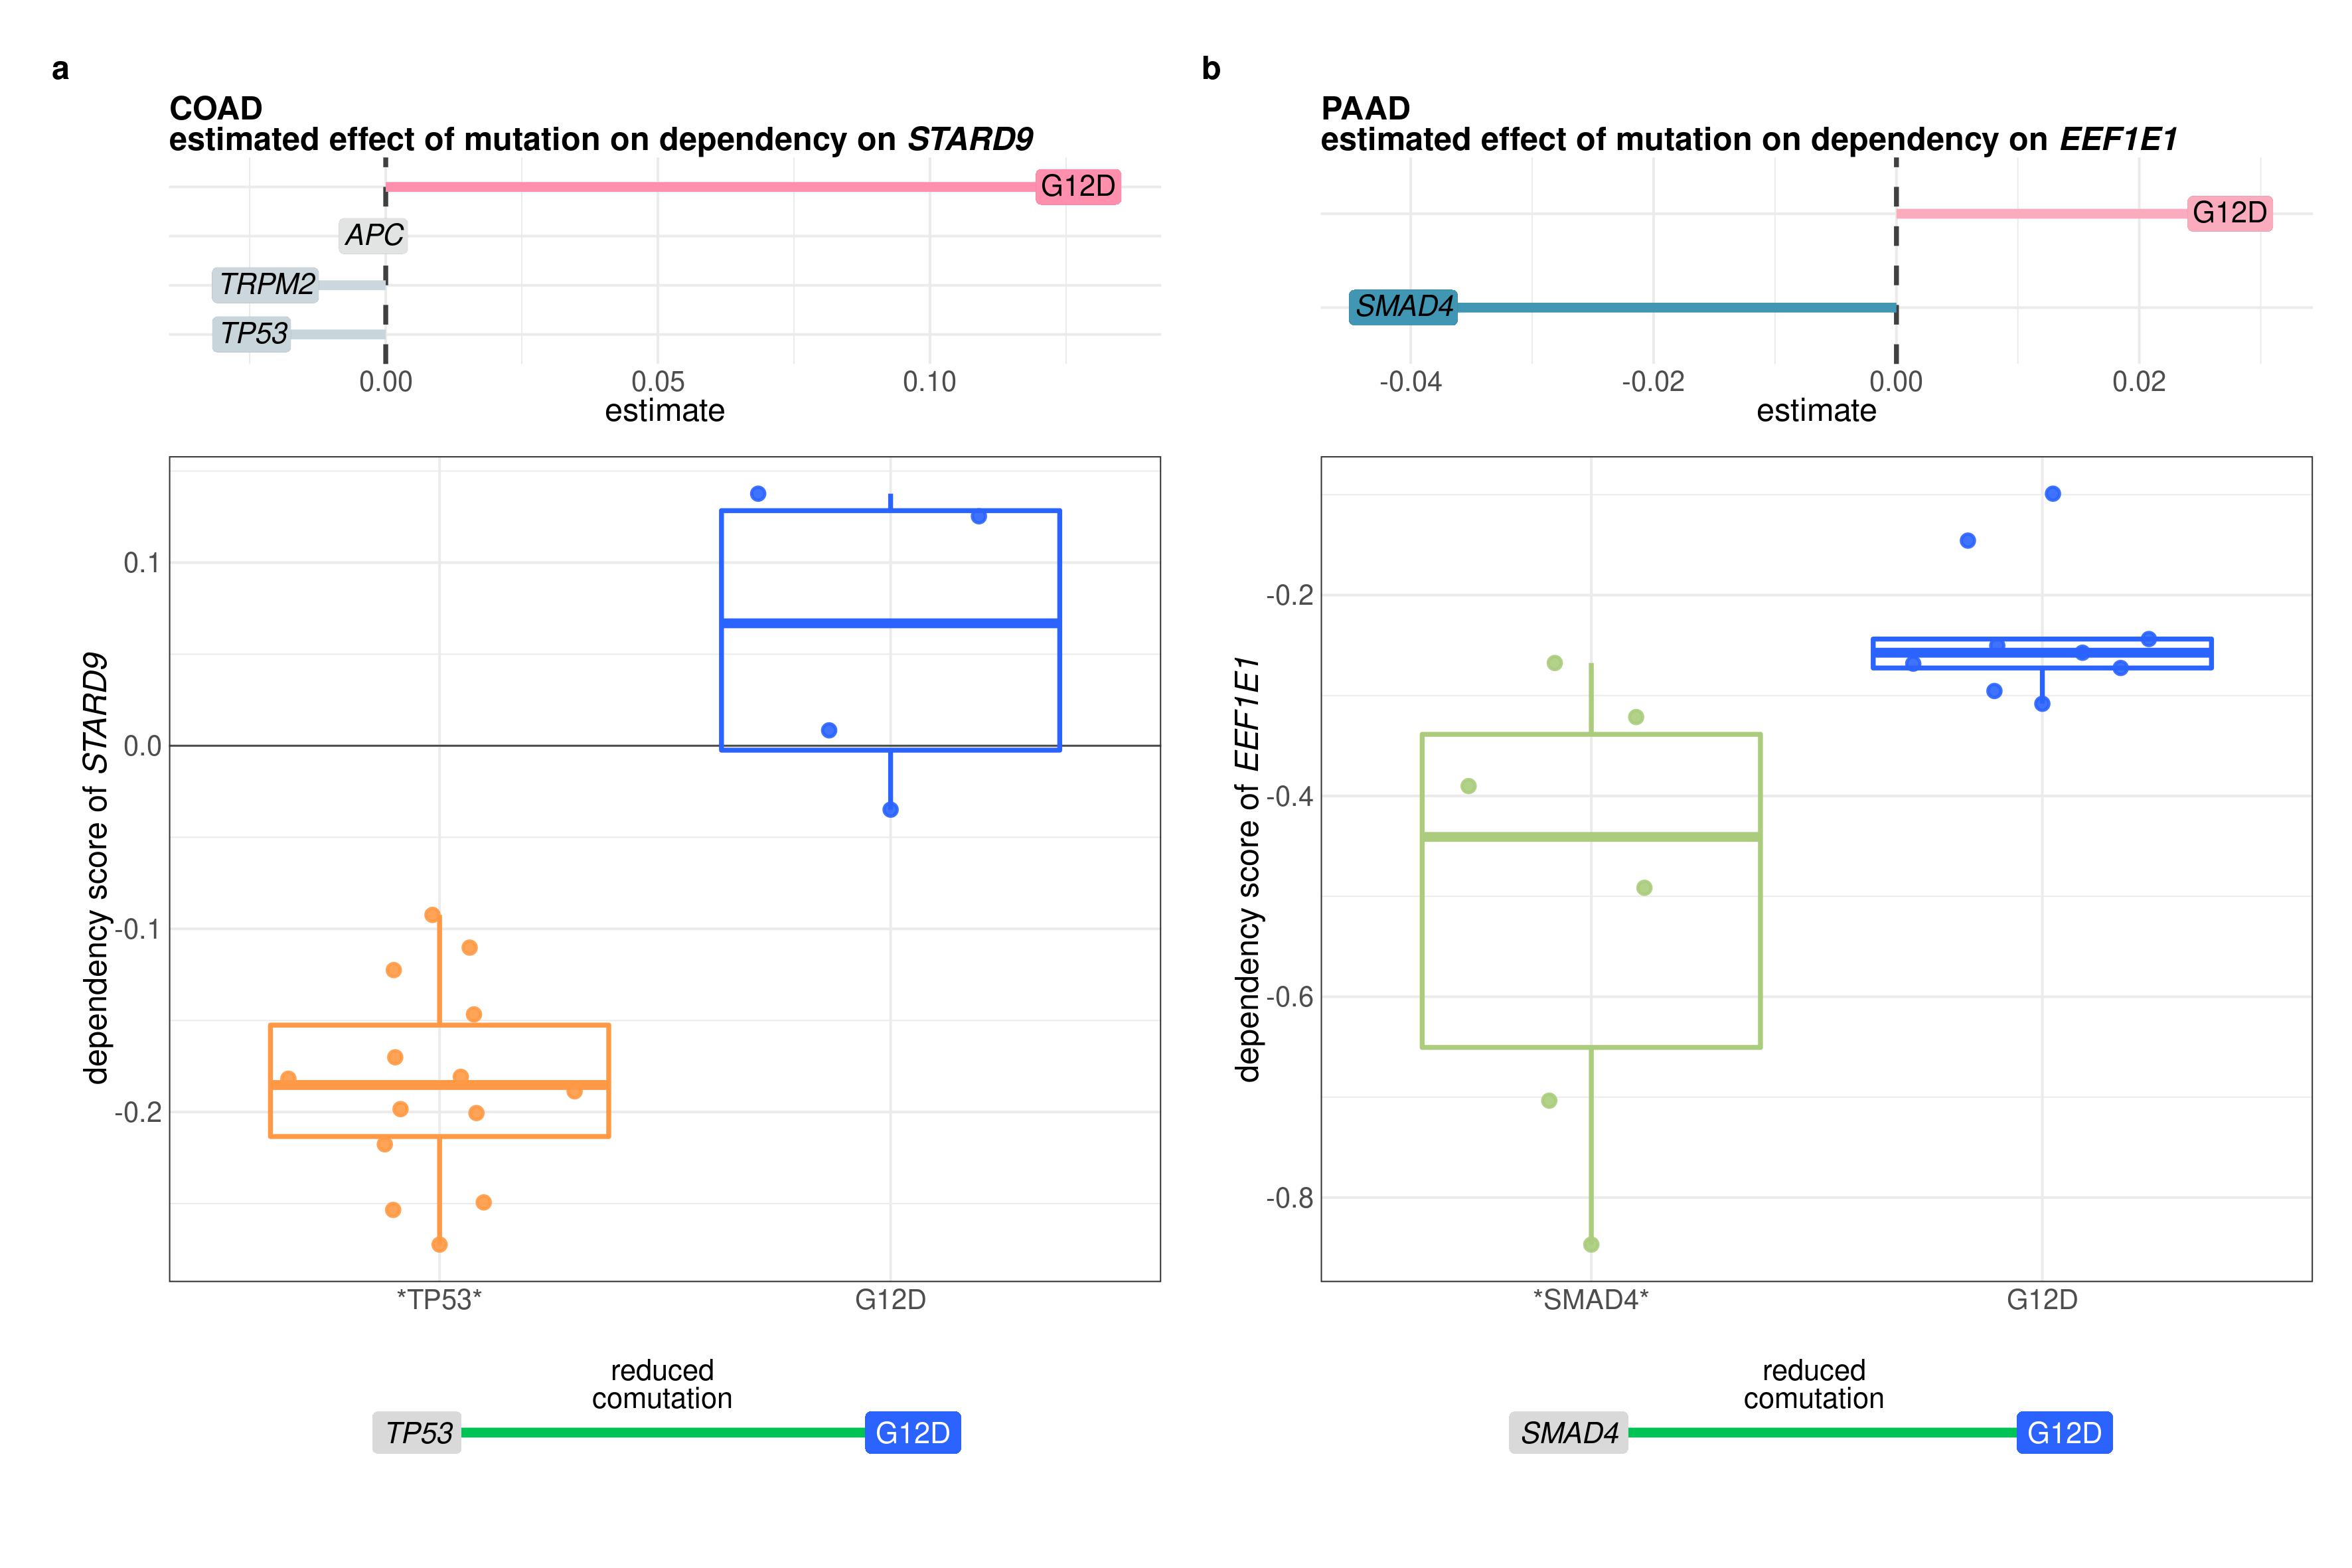 a
COAD
estimated effect of mutation on dependency on STARD9
G12D
APC
TRPM2
TP53
0.00 0.05 0.10
estimate
dependency score of STARD9
0.1
0.0
-0.1
-0.2
*TP53* G12D
reduced
comutation
TP53 G12D
b
PAAD
estimated effect of mutation on dependency on EEF1E1
G12D
SMAD4
-0.04 -0.02 0.00 0.02
estimate
dependency score of EEF1E1
-0.2
-0.4
-0.6
-0.8
*SMAD4* G12D
reduced
comutation
SMAD4 G12D